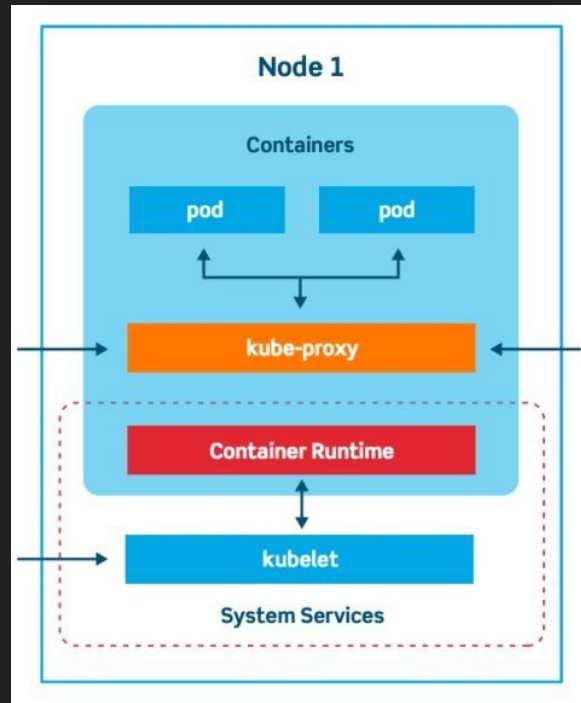 Node 1
Containers
pod pod
kube-proxy
Container Runtime
kubelet
System Services